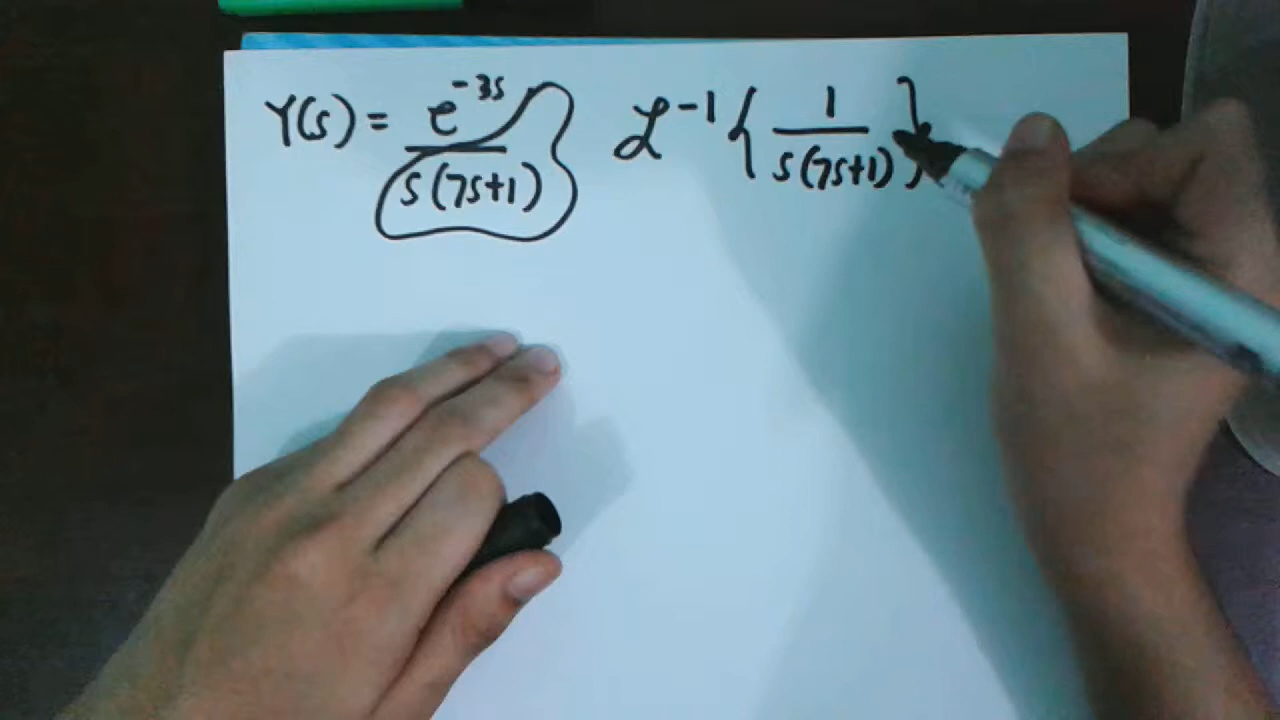 Y(s) = e^-3s / s(7s+1)
ℒ^-1 { 1 / s(7s+1) }